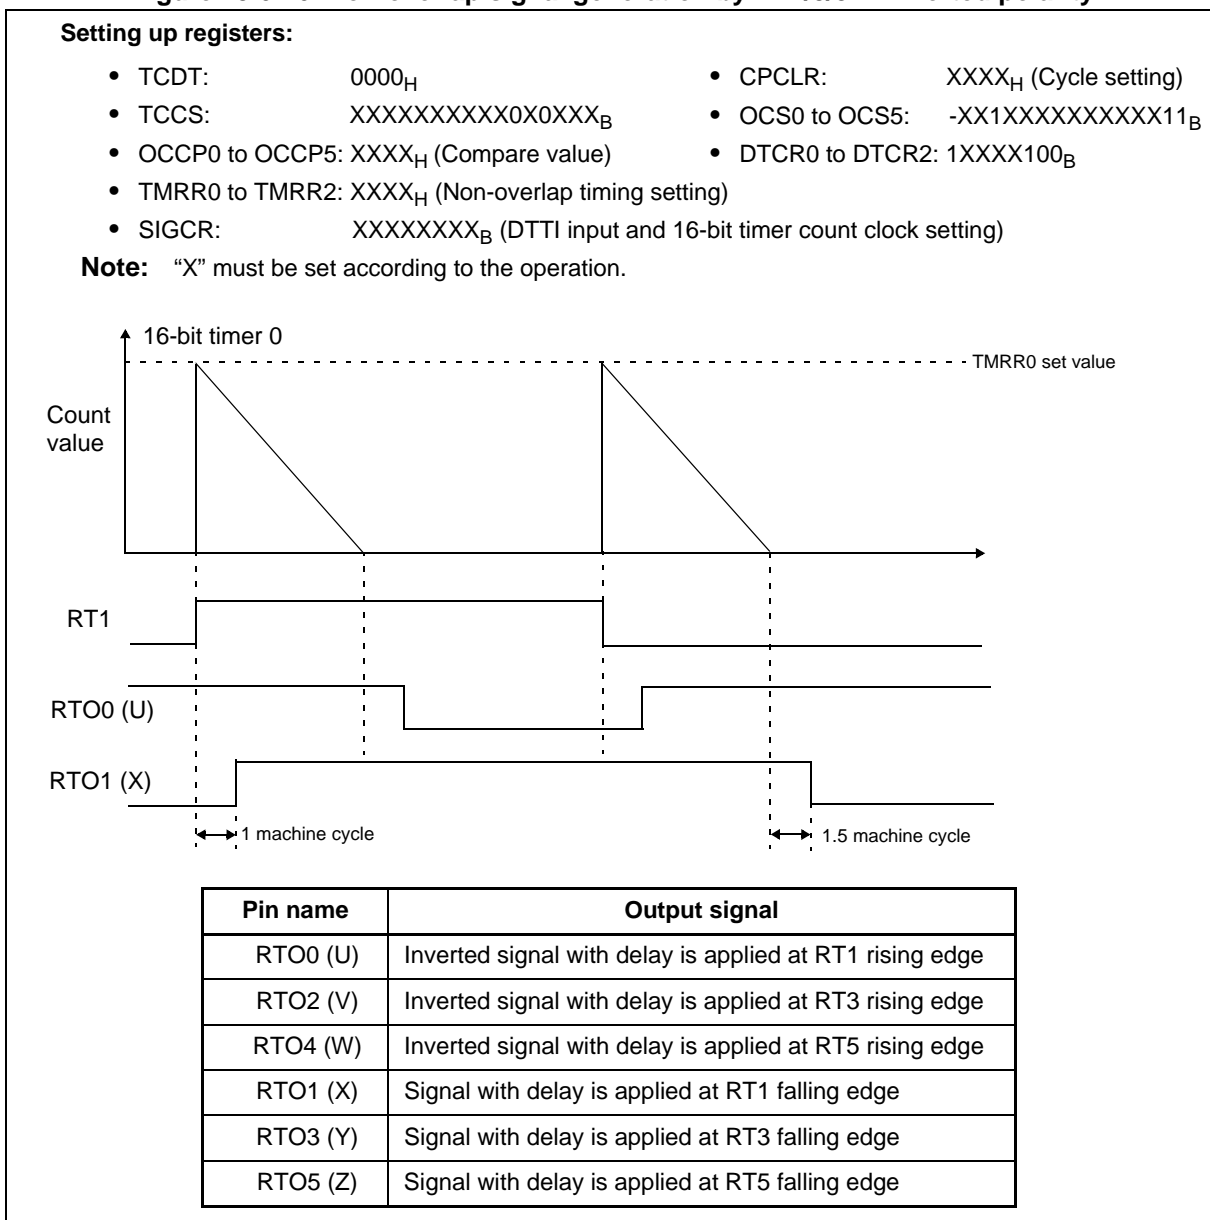 Setting up registers:
• TCDT: 0000H • CPCLR: XXXXH (Cycle setting)
• TCCS: XXXXXXXXXX0X0XXXB • OCS0 to OCS5: -XX1XXXXXXXXXX11B
• OCCP0 to OCCP5: XXXXH (Compare value) • DTCR0 to DTCR2: 1XXXX100B
• TMRR0 to TMRR2: XXXXH (Non-overlap timing setting)
• SIGCR: XXXXXXXXB (DTTI input and 16-bit timer count clock setting)
Note: “X” must be set according to the operation.
16-bit timer 0
TMRR0 set value
Count
value
RT1
RTO0 (U)
RTO1 (X)
1 machine cycle
1.5 machine cycle
Pin name Output signal
RTO0 (U) Inverted signal with delay is applied at RT1 rising edge
RTO2 (V) Inverted signal with delay is applied at RT3 rising edge
RTO4 (W) Inverted signal with delay is applied at RT5 rising edge
RTO1 (X) Signal with delay is applied at RT1 falling edge
RTO3 (Y) Signal with delay is applied at RT3 falling edge
RTO5 (Z) Signal with delay is applied at RT5 falling edge